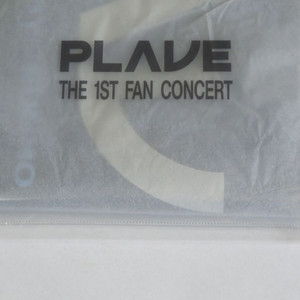 PLAVE
THE 1ST FAN CONCERT